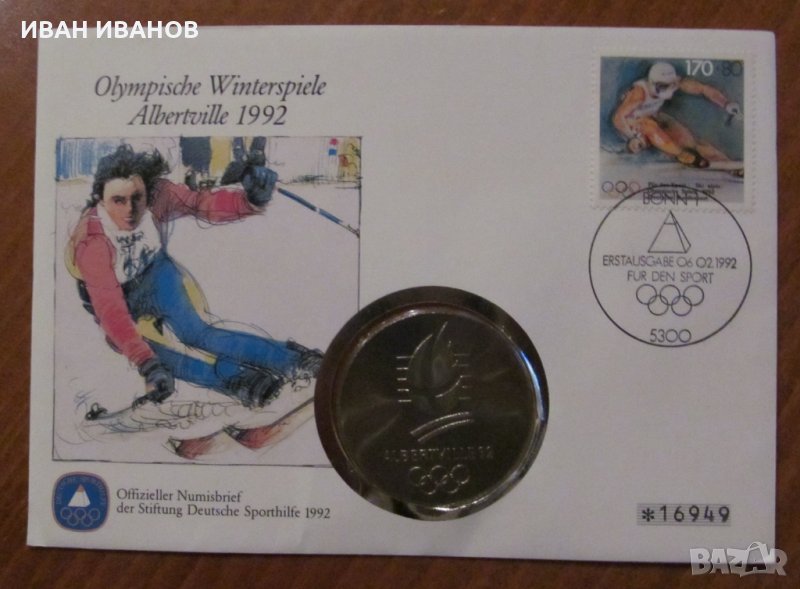 ИВАН ИВАНОВ
Olympische Winterspiele
Albertville 1992
170+80
BONN 1
ERSTAUSGABE 06.02.1992
FÜR DEN SPORT
5300
ALBERTVILLE 92
Offizieller Numisbrief
der Stiftung Deutsche Sporthilfe 1992
*16949
BAZAR